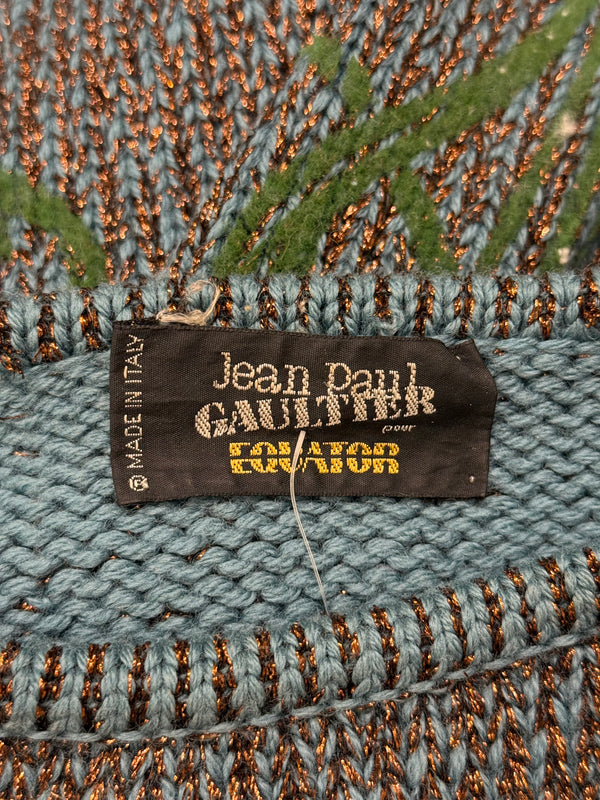 Jean Paul
GAULTIER
pour
EQUATOR
® MADE IN ITALY